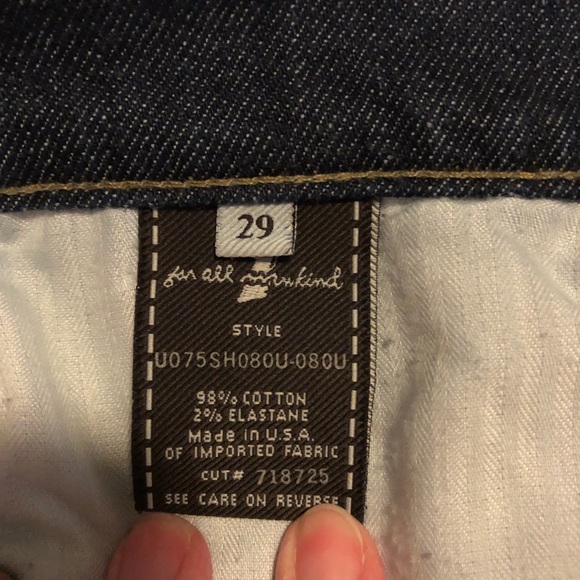 29
for all mankind
STYLE
U075SH080U-080U
98% COTTON
2% ELASTANE
Made in U.S.A.
OF IMPORTED FABRIC
CUT# 718725
SEE CARE ON REVERSE